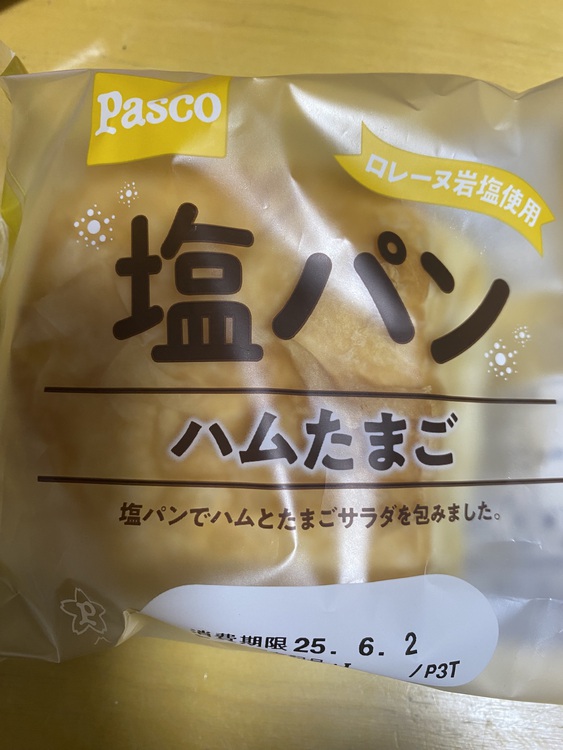 Pasco
ロレーヌ岩塩使用
塩パン
ハムたまご
塩パンでハムとたまごサラダを包みました。
消費期限 25. 6. 2
/P3T